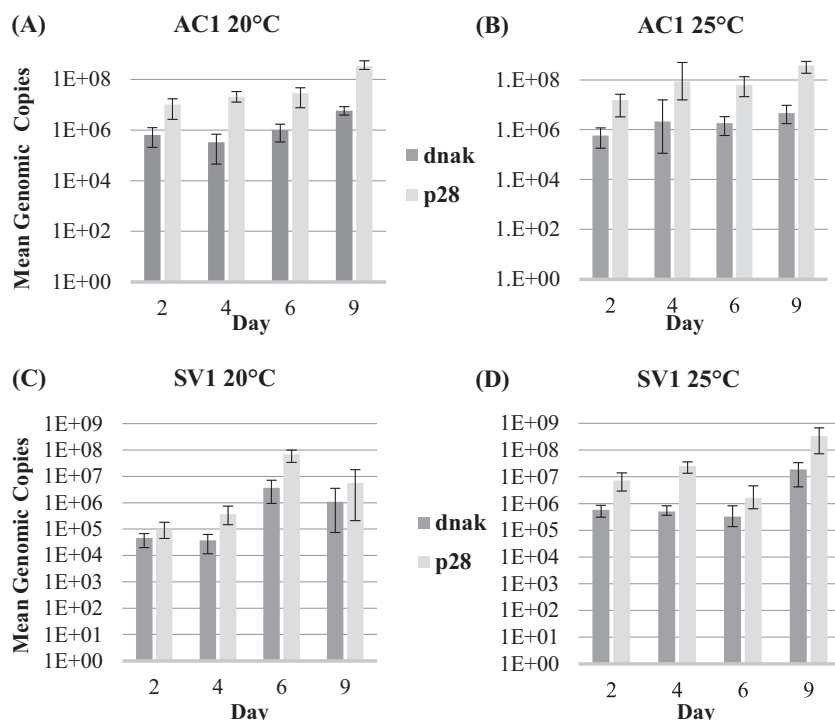 (A) AC1 20°C
Mean Genomic Copies
1E+08
1E+06
1E+04
1E+02
1E+00
2 4 6 9
Day
dnak
p28
(B) AC1 25°C
1.E+08
1.E+06
1.E+04
1.E+02
1.E+00
2 4 6 9
Day
(C) SV1 20°C
Mean Genomic Copies
1E+09
1E+08
1E+07
1E+06
1E+05
1E+04
1E+03
1E+02
1E+01
1E+00
2 4 6 9
Day
dnak
p28
(D) SV1 25°C
1E+09
1E+08
1E+07
1E+06
1E+05
1E+04
1E+03
1E+02
1E+01
1E+00
2 4 6 9
Day